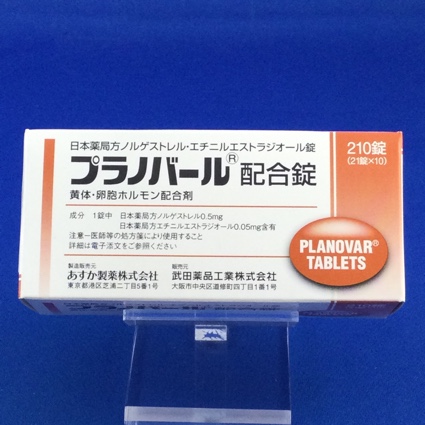 日本薬局方ノルゲストレル・エチニルエストラジオール錠
プラノバール® 配合錠
黄体・卵胞ホルモン配合剤
210錠
(21錠×10)
成分 1錠中 日本薬局方ノルゲストレル0.5mg
日本薬局方エチニルエストラジオール0.05mg含有
注意-医師等の処方箋により使用すること
詳細は電子添文をご参照ください
PLANOVAR®
TABLETS
製造販売元
あすか製薬株式会社
東京都港区芝浦二丁目5番1号
販売元
武田薬品工業株式会社
大阪市中央区道修町四丁目1番1号